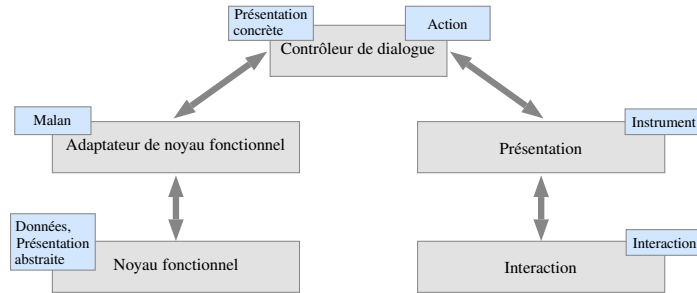 Présentation
concrète
Action
Contrôleur de dialogue
Malan
Adaptateur de noyau fonctionnel
Instrument
Présentation
Données,
Présentation
abstraite
Noyau fonctionnel
Interaction
Interaction